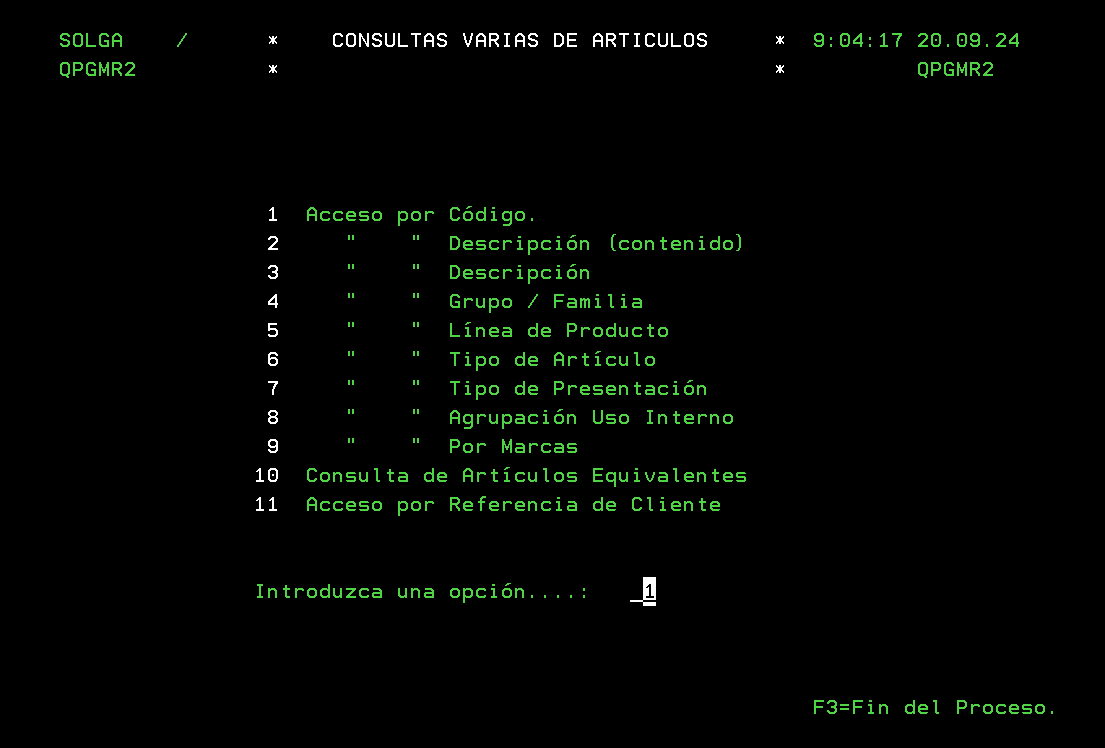 SOLGA / * CONSULTAS VARIAS DE ARTICULOS * 9:04:17 20.09.24
QPGMR2 * * QPGMR2
1 Acceso por Código.
2 " " Descripción (contenido)
3 " " Descripción
4 " " Grupo / Familia
5 " " Línea de Producto
6 " " Tipo de Artículo
7 " " Tipo de Presentación
8 " " Agrupación Uso Interno
9 " " Por Marcas
10 Consulta de Artículos Equivalentes
11 Acceso por Referencia de Cliente
Introduzca una opción....: _1
F3=Fin del Proceso.